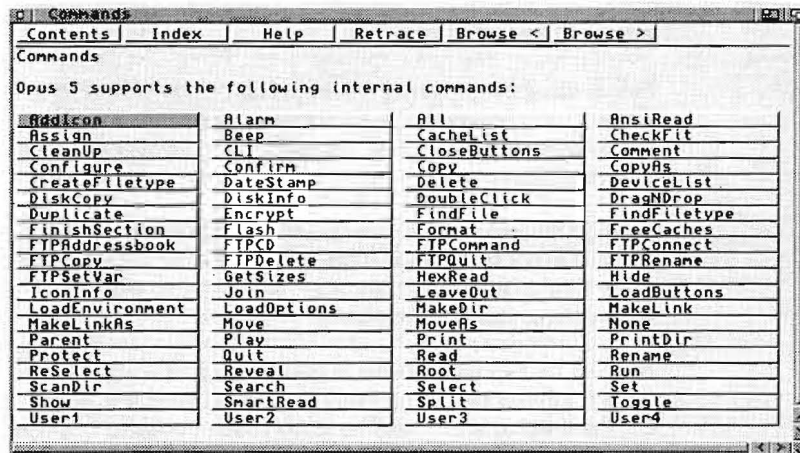 Commands
Contents Index Help Retrace Browse < Browse >
Commands
Opus 5 supports the following internal commands:
AddIcon Alarm All AnsiRead
Assign Beep CacheList CheckFit
CleanUp CLI CloseButtons Comment
Configure Confirm Copy CopyAs
CreateFiletype DateStamp Delete DeviceList
DiskCopy DiskInfo DoubleClick DragNDrop
Duplicate Encrypt FindFile FindFiletype
FinishSection Flash Format FreeCaches
FTPAddressbook FTPCD FTPCommand FTPConnect
FTPCopy FTPDelete FTPQuit FTPRename
FTPSetVar GetSizes HexRead Hide
IconInfo Join LeaveOut LoadButtons
LoadEnvironment LoadOptions MakeDir MakeLink
MakeLinkAs Move MoveAs None
Parent Play Print PrintDir
Protect Quit Read Rename
ReSelect Reveal Root Run
ScanDir Search Select Set
Show SmartRead Split Toggle
User1 User2 User3 User4